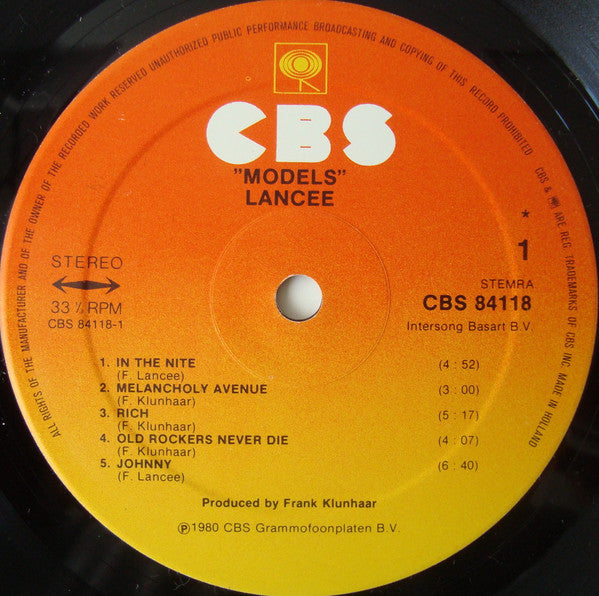 ALL RIGHTS OF THE MANUFACTURER AND OF THE OWNER OF THE RECORDED WORK RESERVED UNAUTHORIZED PUBLIC PERFORMANCE BROADCASTING AND COPYING OF THIS RECORD PROHIBITED
CBS & ARE REG. TRADEMARKS OF CBS INC. MADE IN HOLLAND
CBS
"MODELS"
LANCEE
*
1
STEREO
33 ⅓ RPM
CBS 84118-1
STEMRA
CBS 84118
Intersong Basart B.V.
1. IN THE NITE (4 : 52)
(F. Lancee)
2. MELANCHOLY AVENUE (3 : 00)
(F. Klunhaar)
3. RICH (5 : 17)
(F. Klunhaar)
4. OLD ROCKERS NEVER DIE (4 : 07)
(F. Klunhaar)
5. JOHNNY (6 : 40)
(F. Lancee)
Produced by Frank Klunhaar
℗1980 CBS Grammofoonplaten B.V.